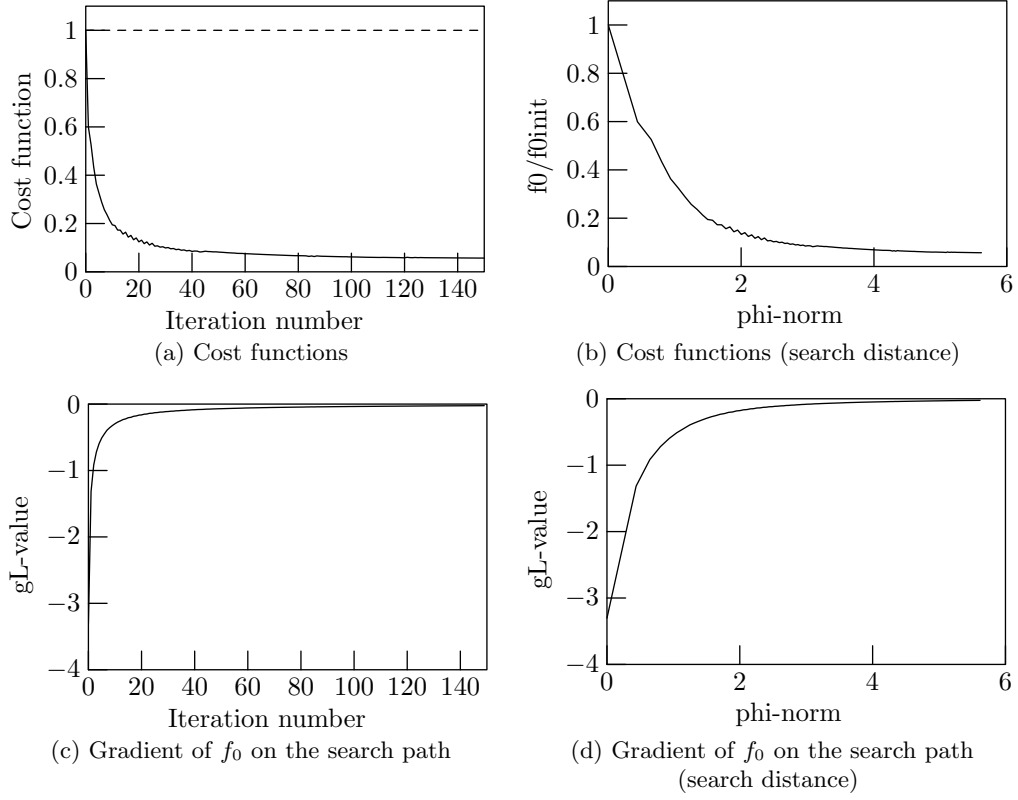 1
0.8
0.6
0.4
0.2
0
0 20 40 60 80 100 120 140
Cost function
Iteration number
(a) Cost functions
1
0.8
0.6
0.4
0.2
0
0 2 4 6
f0/f0init
phi-norm
(b) Cost functions (search distance)
0
−1
−2
−3
−4
0 20 40 60 80 100 120 140
gL-value
Iteration number
(c) Gradient of f₀ on the search path
0
−1
−2
−3
−4
0 2 4 6
gL-value
phi-norm
(d) Gradient of f₀ on the search path
(search distance)